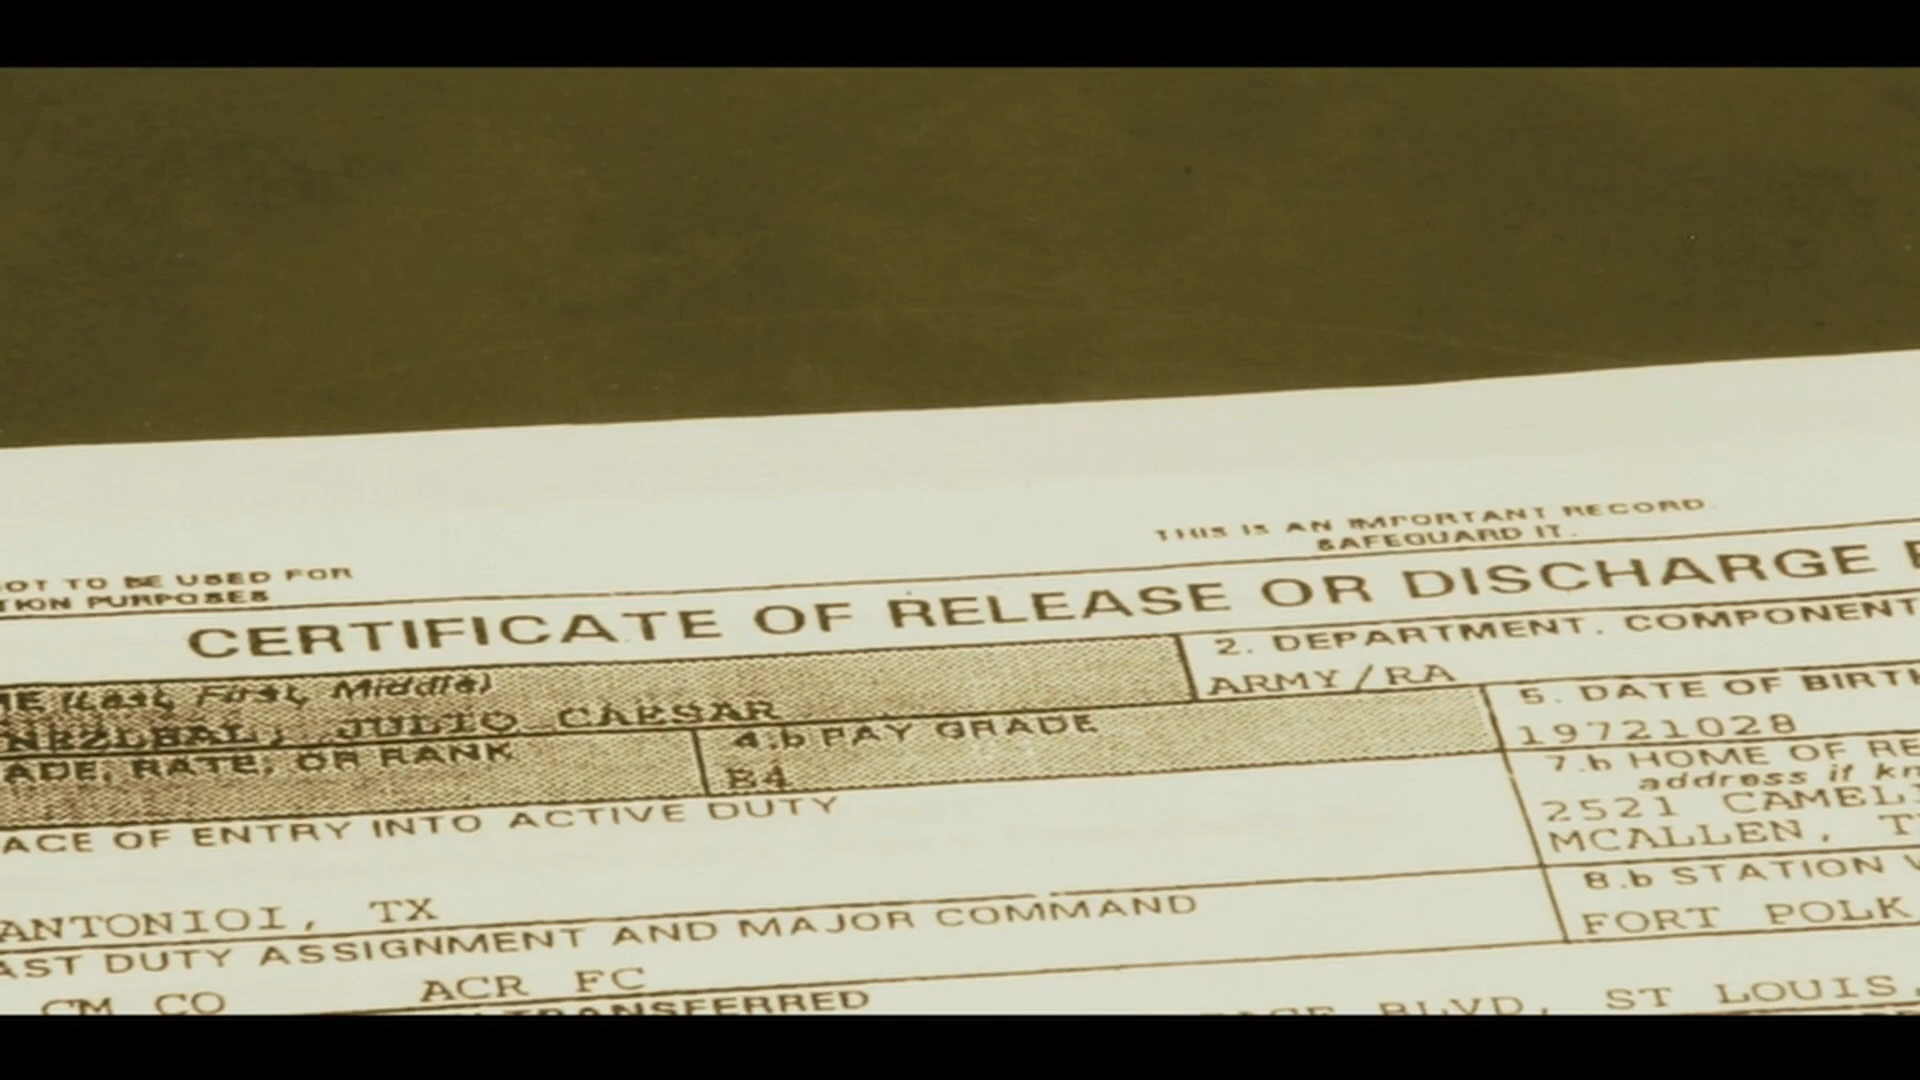 OT TO BE USED FOR
TION PURPOSES
THIS IS AN IMPORTANT RECORD.
SAFEGUARD IT.
CERTIFICATE OF RELEASE OR DISCHARGE F
ME (Last, First, Middle)
JULIO CAESAR
2. DEPARTMENT, COMPONENT
ARMY/RA
ADE, RATE, OR RANK
4.b PAY GRADE
E4
5. DATE OF BIRTH
19721028
ACE OF ENTRY INTO ACTIVE DUTY
ANTONIOI, TX
7.b HOME OF RE
address if kn
2521 CAMELI
MCALLEN, T
AST DUTY ASSIGNMENT AND MAJOR COMMAND
CM CO ACR FC
8.b STATION
FORT POLK
TRANSFERRED
BLVD, ST LOUIS,